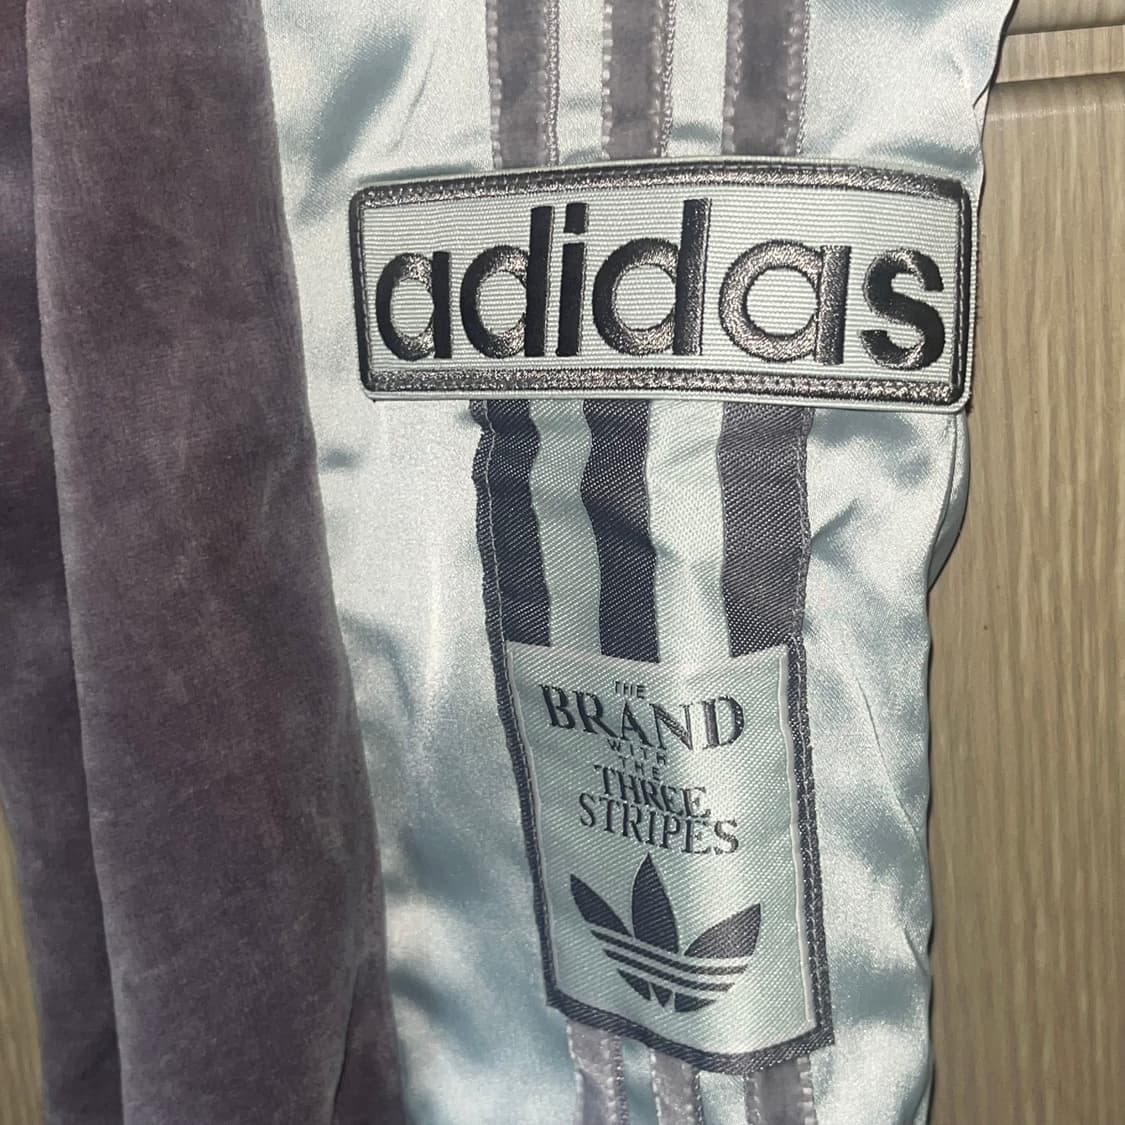 adidas
THE
BRAND
WITH
THE
THREE
STRIPES